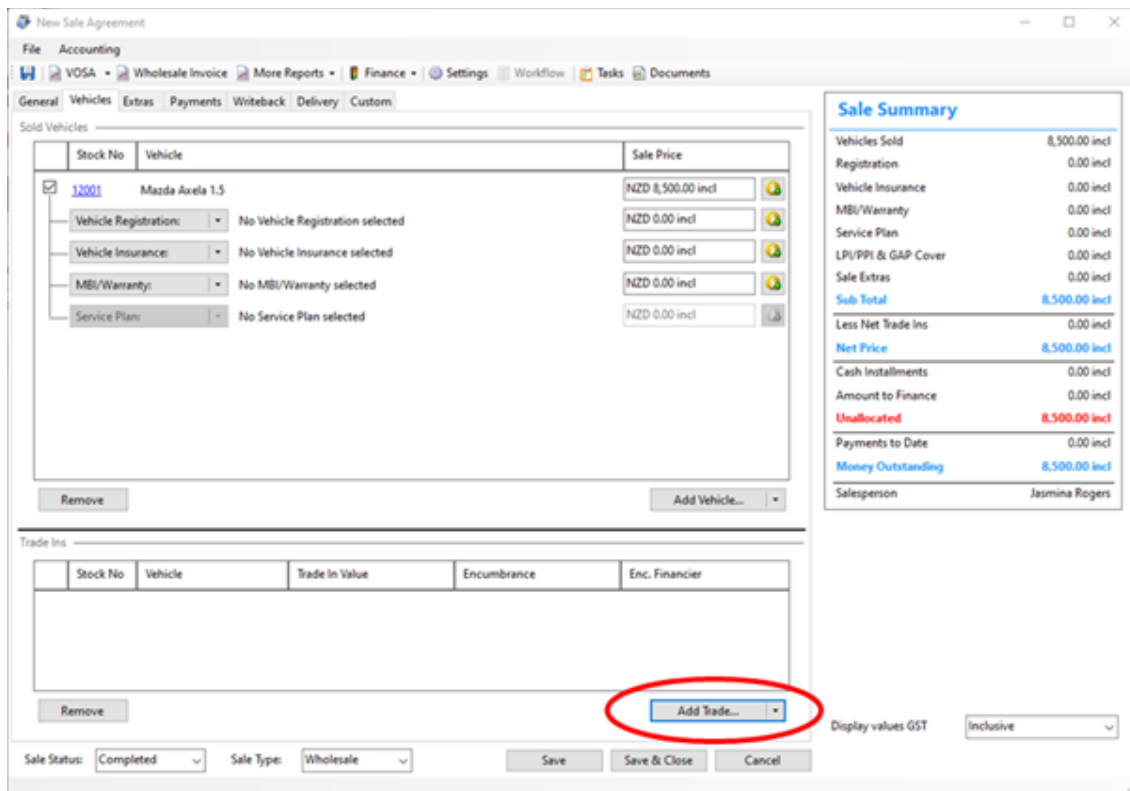 New Sale Agreement
File Accounting
VOSA Wholesale Invoice More Reports Finance Settings Workflow Tasks Documents
General Vehicles Extras Payments Writeback Delivery Custom
Sold Vehicles
Stock No Vehicle Sale Price
12001 Mazda Axela 1.5 NZD 8,500.00 incl
Vehicle Registration: No Vehicle Registration selected NZD 0.00 incl
Vehicle Insurance: No Vehicle Insurance selected NZD 0.00 incl
MBI/Warranty: No MBI/Warranty selected NZD 0.00 incl
Service Plan: No Service Plan selected NZD 0.00 incl
Remove Add Vehicle...
Trade Ins
Stock No Vehicle Trade In Value Encumbrance Enc. Financier
Remove Add Trade...
Sale Status: Completed Sale Type: Wholesale Save Save & Close Cancel
Sale Summary
Vehicles Sold 8,500.00 incl
Registration 0.00 incl
Vehicle Insurance 0.00 incl
MBI/Warranty 0.00 incl
Service Plan 0.00 incl
LPI/PPI & GAP Cover 0.00 incl
Sale Extras 0.00 incl
Sub Total 8,500.00 incl
Less Net Trade Ins 0.00 incl
Net Price 8,500.00 incl
Cash Installments 0.00 incl
Amount to Finance 0.00 incl
Unallocated 8,500.00 incl
Payments to Date 0.00 incl
Money Outstanding 8,500.00 incl
Salesperson Jasmina Rogers
Display values GST Inclusive